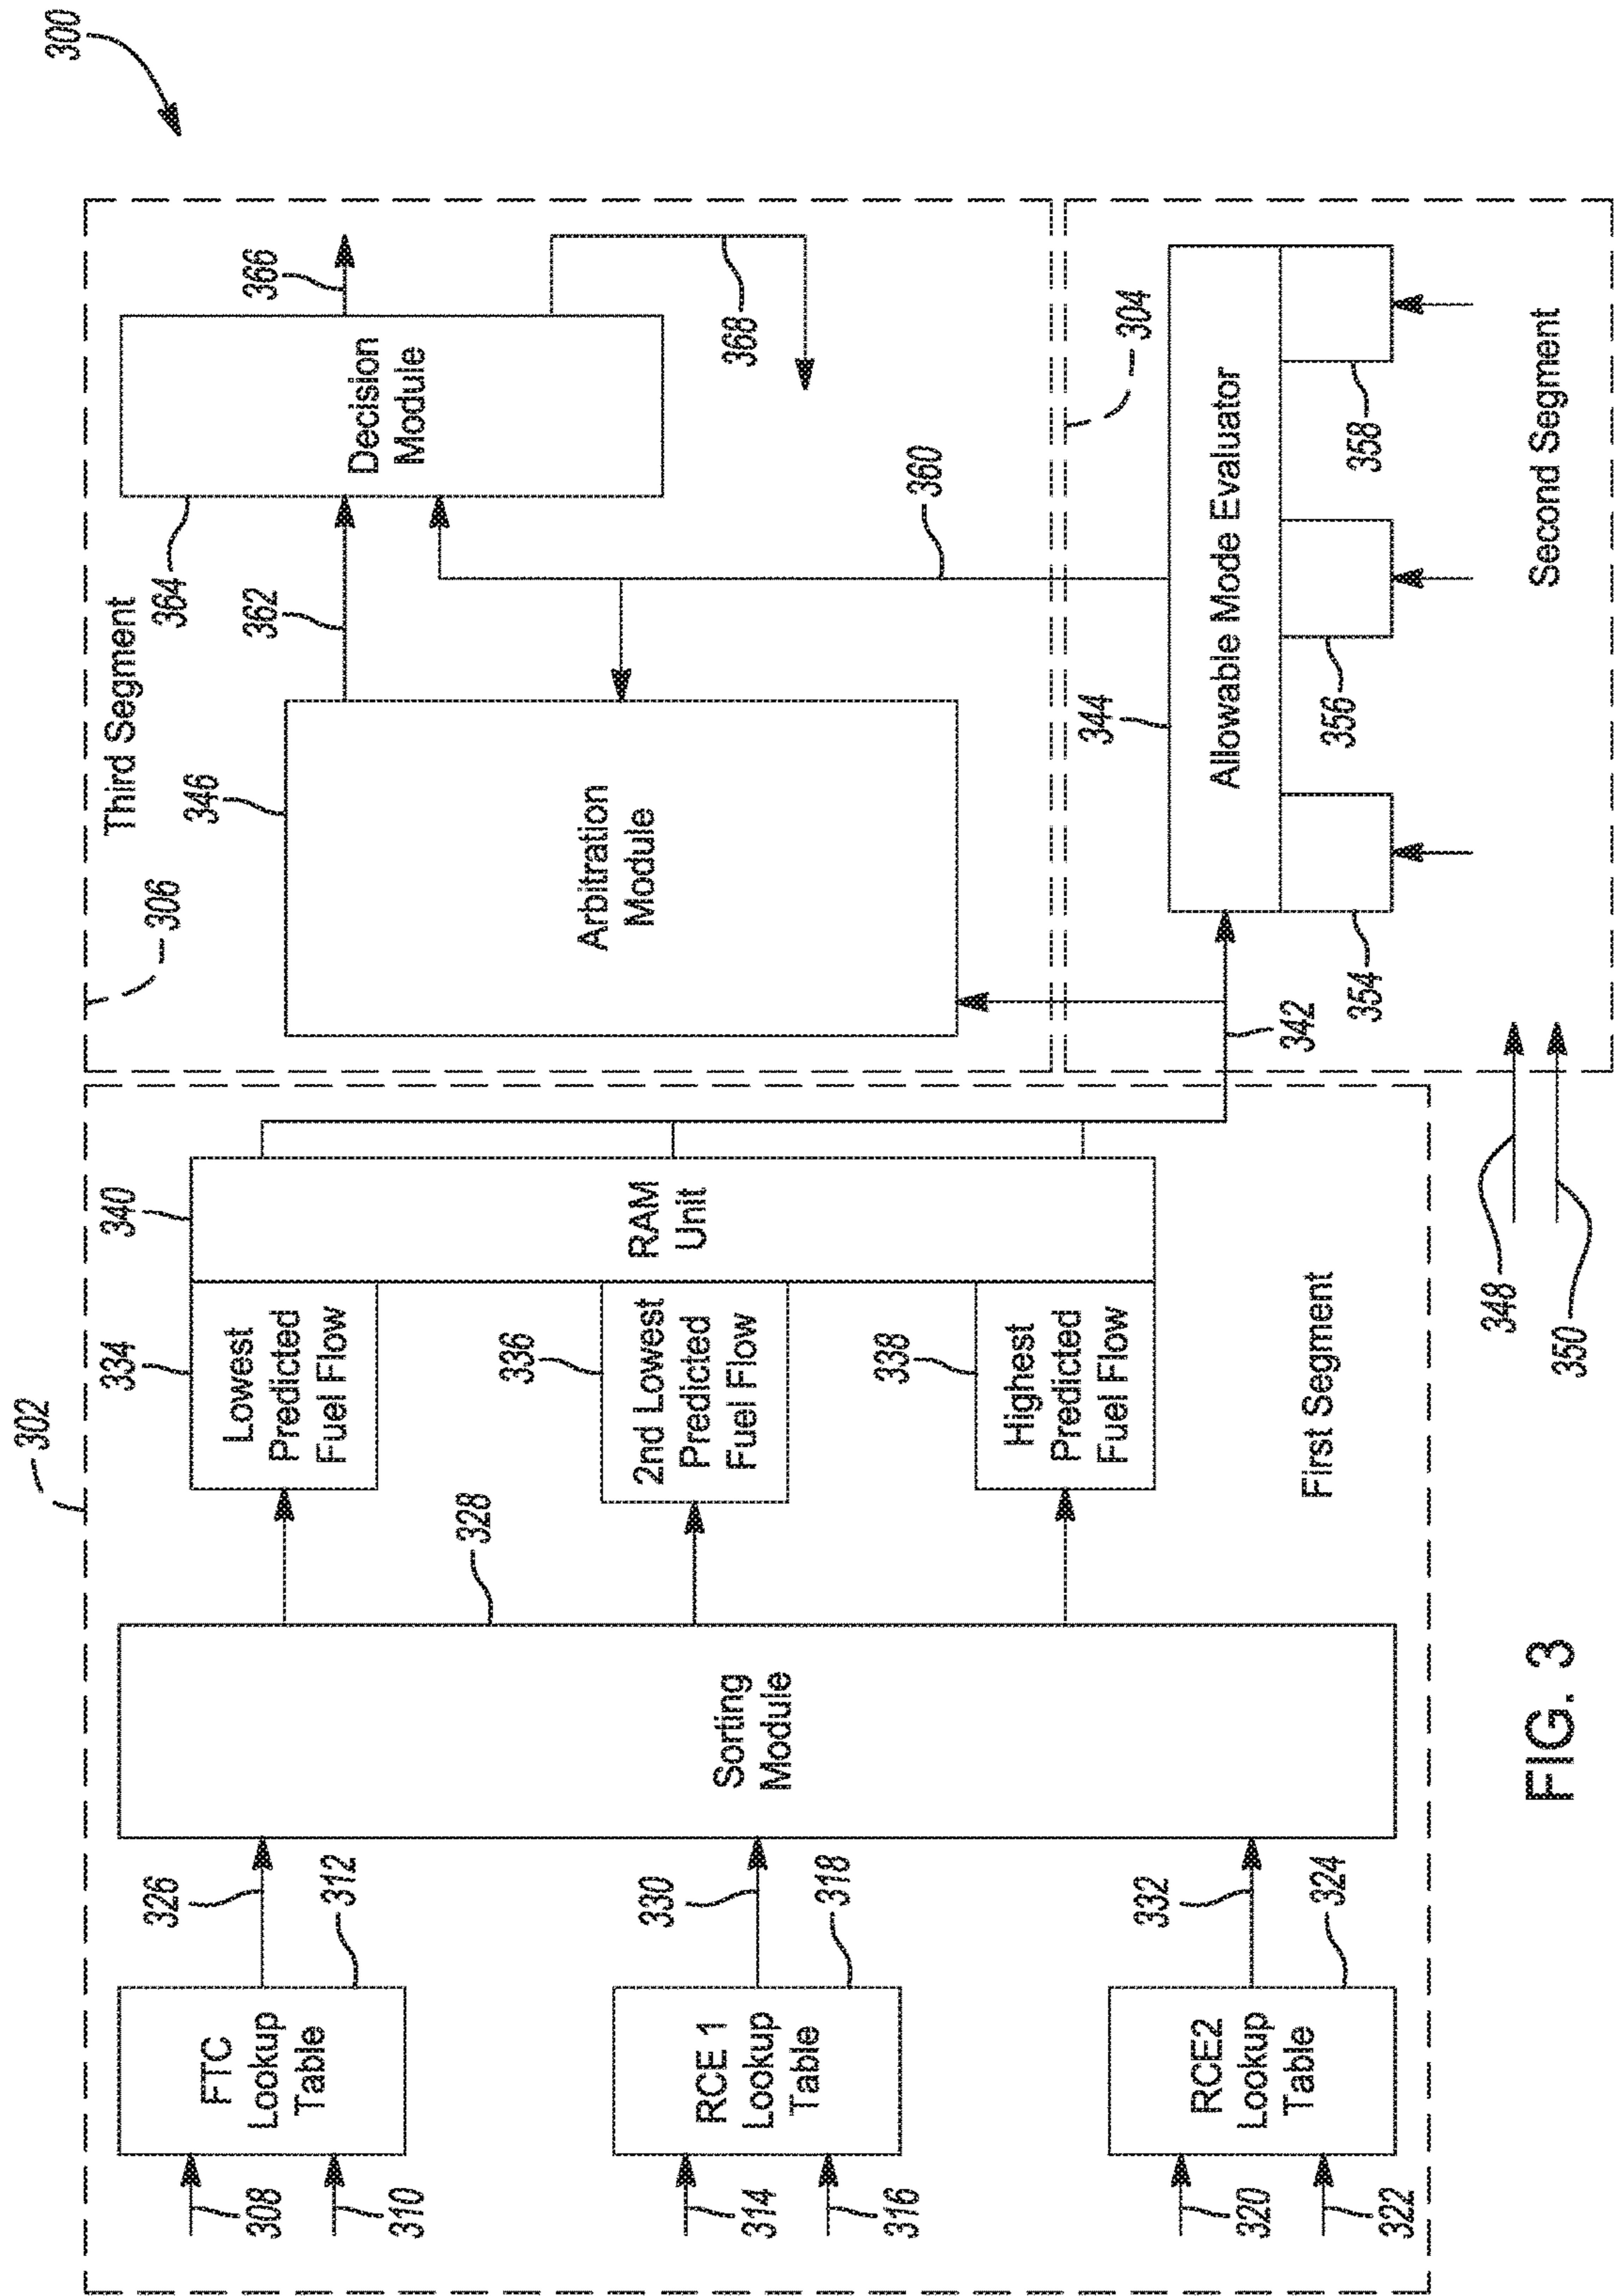 300
302
First Segment
308
310
FTC
Lookup
Table
312
326
314
316
RCE 1
Lookup
Table
318
330
320
322
RCE2
Lookup
Table
324
332
Sorting
Module
328
334
Lowest
Predicted
Fuel Flow
336
2nd Lowest
Predicted
Fuel Flow
338
Highest
Predicted
Fuel Flow
340
RAM
Unit
342
306
Third Segment
346
Arbitration
Module
362
364
Decision
Module
366
368
360
304
344
Allowable Mode Evaluator
354
356
358
Second Segment
348
350
FIG. 3